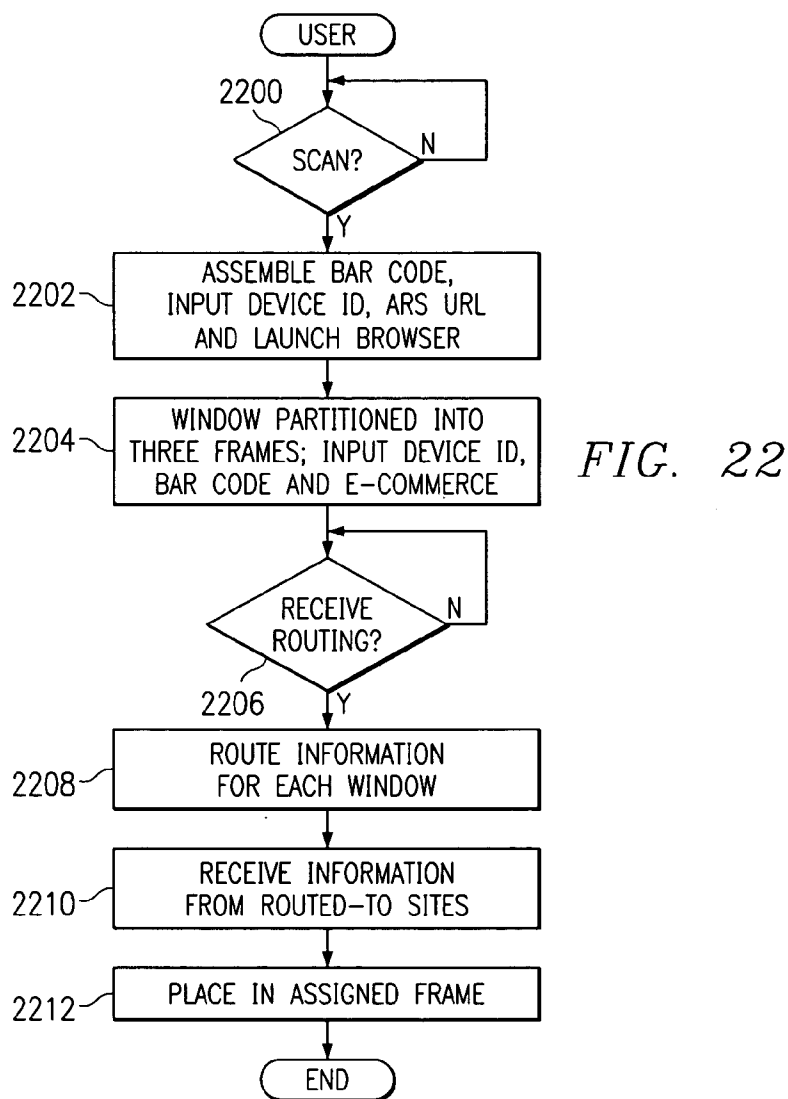 USER
2200
SCAN?
N
Y
2202
ASSEMBLE BAR CODE,
INPUT DEVICE ID, ARS URL
AND LAUNCH BROWSER
2204
WINDOW PARTITIONED INTO
THREE FRAMES; INPUT DEVICE ID,
BAR CODE AND E-COMMERCE
FIG. 22
RECEIVE
ROUTING?
N
2206
Y
2208
ROUTE INFORMATION
FOR EACH WINDOW
2210
RECEIVE INFORMATION
FROM ROUTED-TO SITES
2212
PLACE IN ASSIGNED FRAME
END